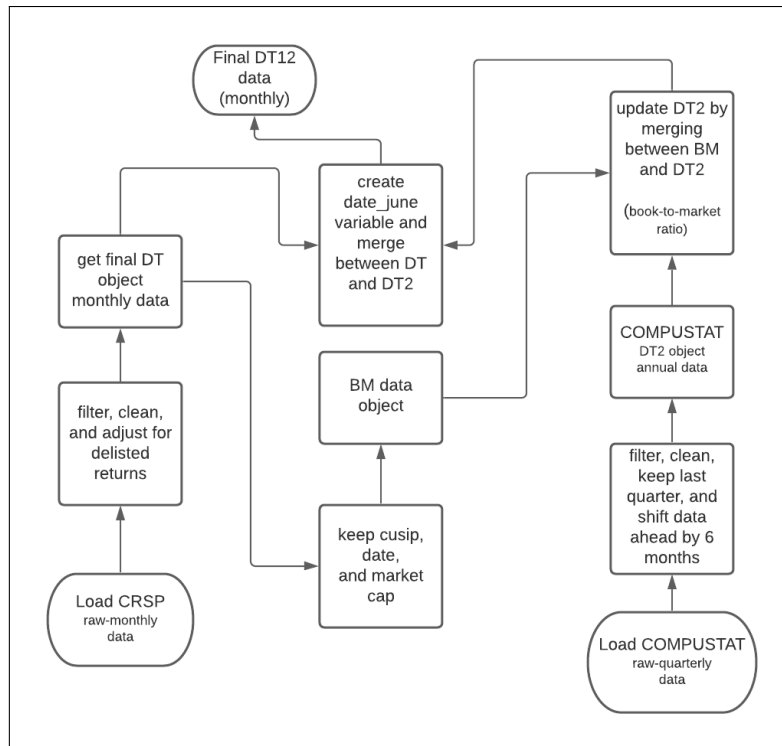 Final DT12
data
(monthly)
update DT2 by
merging
between BM
and DT2
(book-to-market
ratio)
create
date_june
variable and
merge
between DT
and DT2
get final DT
object
monthly data
COMPUSTAT
DT2 object
annual data
BM data
object
filter, clean,
and adjust for
delisted
returns
filter, clean,
keep last
quarter, and
shift data
ahead by 6
months
keep cusip,
date,
and market
cap
Load CRSP
raw-monthly
data
Load COMPUSTAT
raw-quarterly
data